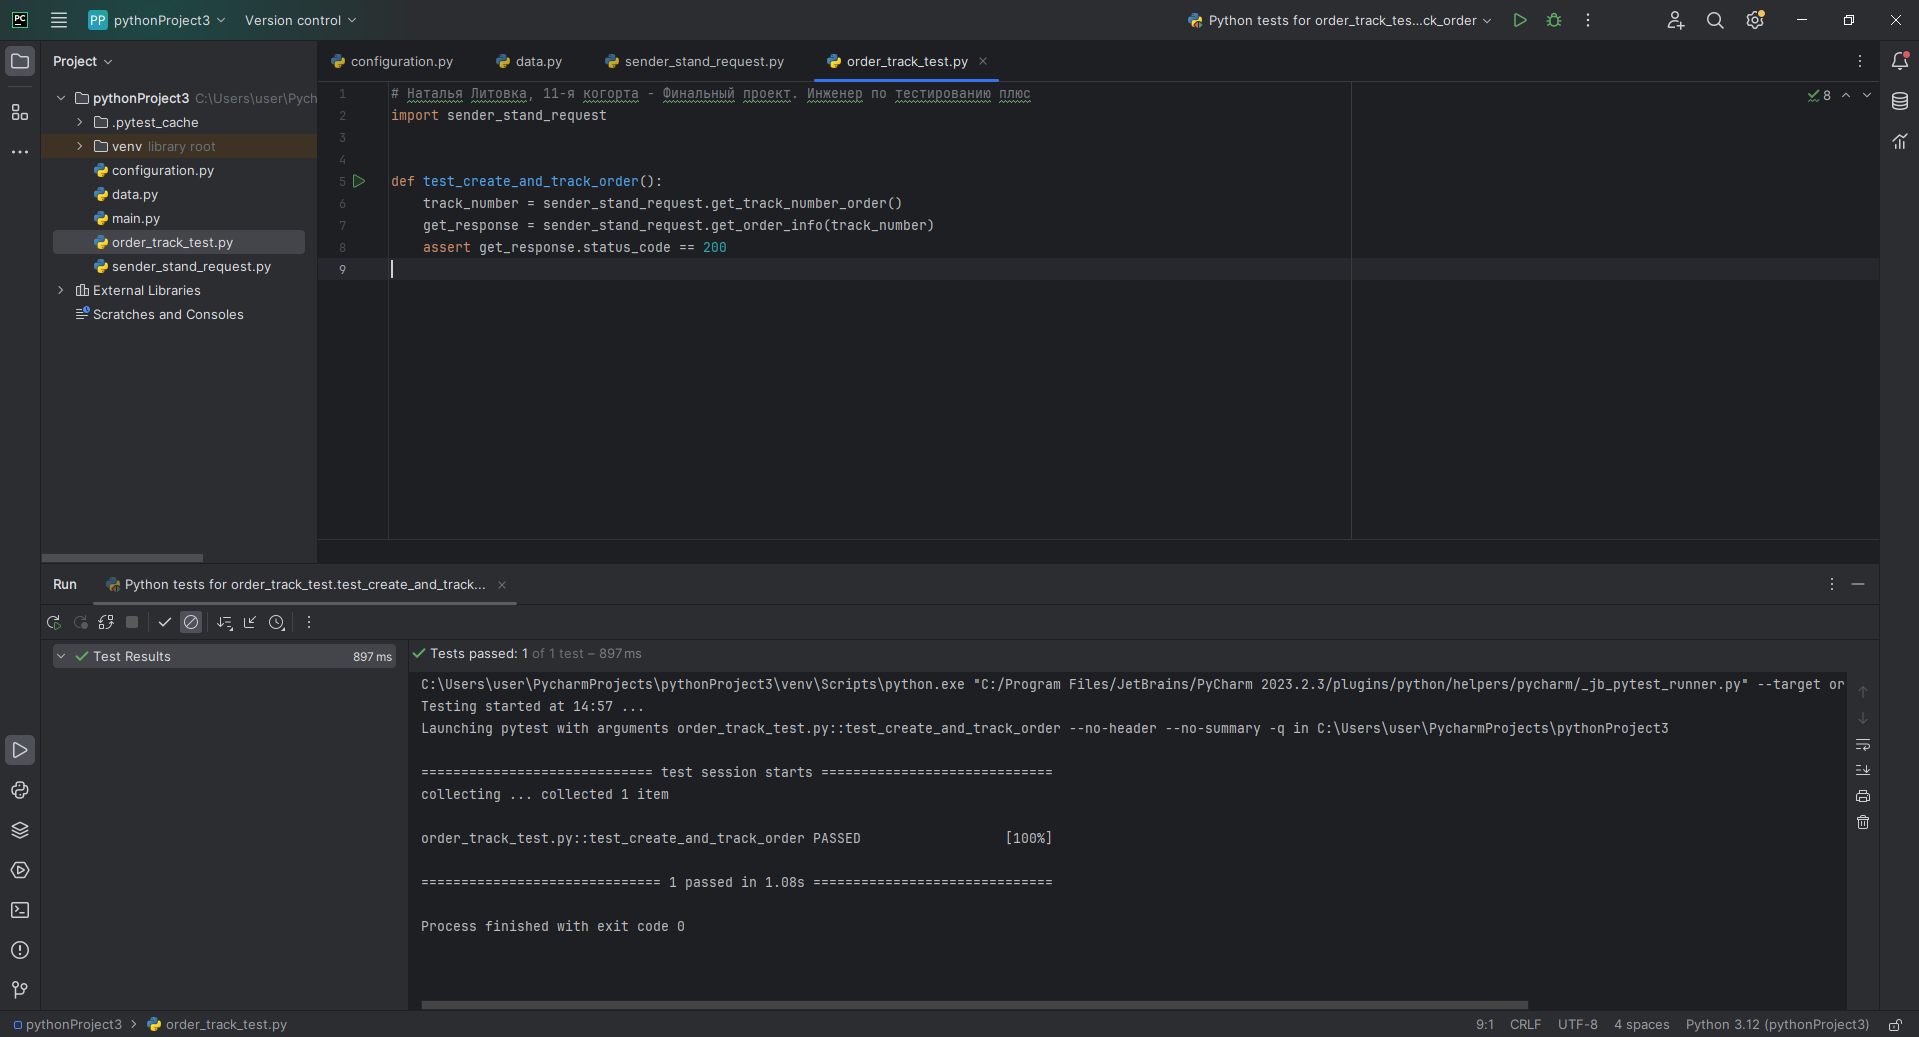 PC
PP pythonProject3
Version control
Python tests for order_track_tes...ck_order
Project
configuration.py
data.py
sender_stand_request.py
order_track_test.py
pythonProject3 C:\Users\user\Pych
.pytest_cache
venv library root
configuration.py
data.py
main.py
order_track_test.py
sender_stand_request.py
External Libraries
Scratches and Consoles
1 # Наталья Литовка, 11-я когорта - Финальный проект. Инженер по тестированию плюс
2 import sender_stand_request
3
4
5 def test_create_and_track_order():
6 track_number = sender_stand_request.get_track_number_order()
7 get_response = sender_stand_request.get_order_info(track_number)
8 assert get_response.status_code == 200
9
8
Run
Python tests for order_track_test.test_create_and_track...
Test Results 897 ms
Tests passed: 1 of 1 test – 897 ms
C:\Users\user\PycharmProjects\pythonProject3\venv\Scripts\python.exe "C:/Program Files/JetBrains/PyCharm 2023.2.3/plugins/python/helpers/pycharm/_jb_pytest_runner.py" --target or
Testing started at 14:57 ...
Launching pytest with arguments order_track_test.py::test_create_and_track_order --no-header --no-summary -q in C:\Users\user\PycharmProjects\pythonProject3
============================= test session starts =============================
collecting ... collected 1 item
order_track_test.py::test_create_and_track_order PASSED [100%]
============================== 1 passed in 1.08s ==============================
Process finished with exit code 0
pythonProject3 > order_track_test.py
9:1 CRLF UTF-8 4 spaces Python 3.12 (pythonProject3)